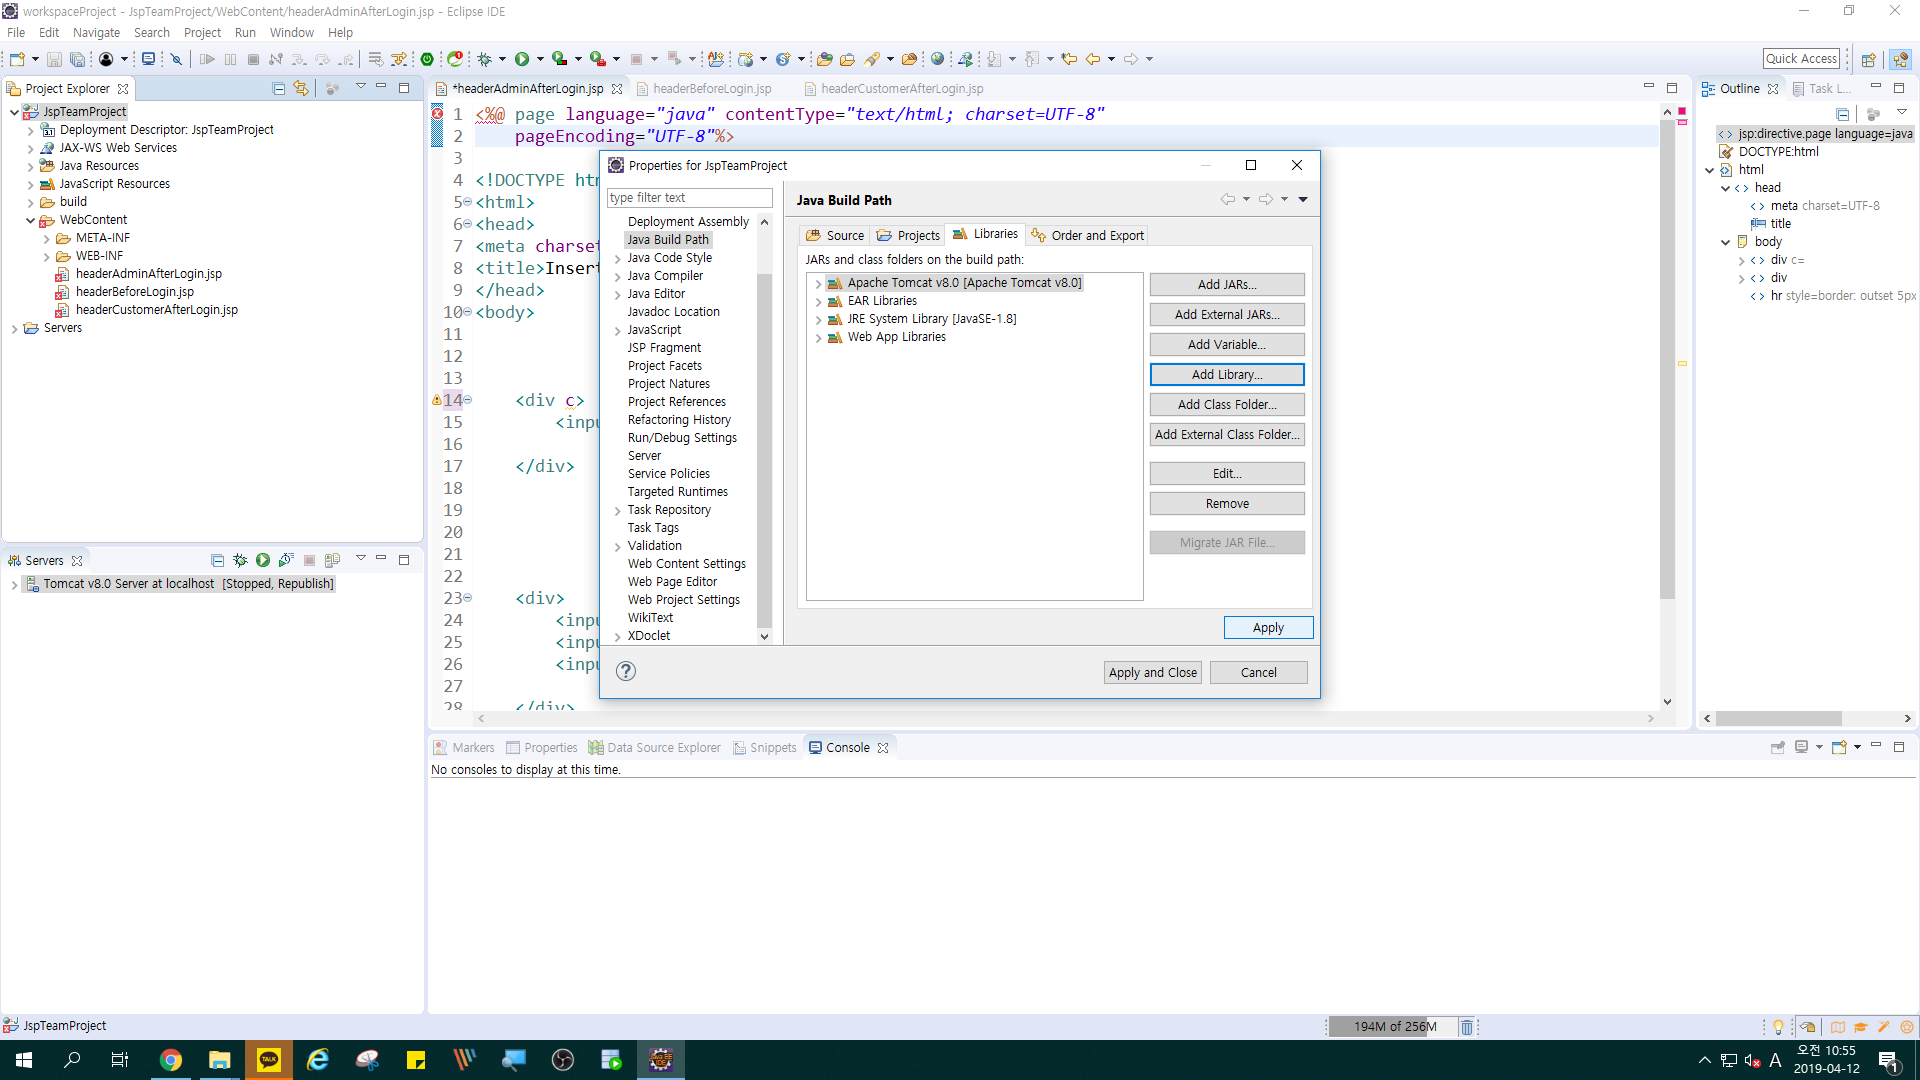 workspaceProject - JspTeamProject/WebContent/headerAdminAfterLogin.jsp - Eclipse IDE
File Edit Navigate Search Project Run Window Help
Quick Access
Project Explorer
JspTeamProject
Deployment Descriptor: JspTeamProject
JAX-WS Web Services
Java Resources
JavaScript Resources
build
WebContent
META-INF
WEB-INF
headerAdminAfterLogin.jsp
headerBeforeLogin.jsp
headerCustomerAfterLogin.jsp
Servers
Servers
Tomcat v8.0 Server at localhost [Stopped, Republish]
*headerAdminAfterLogin.jsp headerBeforeLogin.jsp headerCustomerAfterLogin.jsp
1 <%@ page language="java" contentType="text/html; charset=UTF-8"
2 pageEncoding="UTF-8"%>
3
4 <!DOCTYPE htm
5 <html>
6 <head>
7 <meta charset
8 <title>Insert
9 </head>
10 <body>
11
12
13
14 <div c>
15 <inpu
16
17 </div>
18
19
20
21
22
23 <div>
24 <inpu
25 <inpu
26 <inpu
27
28 </div>
Properties for JspTeamProject
type filter text
Deployment Assembly
Java Build Path
Java Code Style
Java Compiler
Java Editor
Javadoc Location
JavaScript
JSP Fragment
Project Facets
Project Natures
Project References
Refactoring History
Run/Debug Settings
Server
Service Policies
Targeted Runtimes
Task Repository
Task Tags
Validation
Web Content Settings
Web Page Editor
Web Project Settings
WikiText
XDoclet
Java Build Path
Source Projects Libraries Order and Export
JARs and class folders on the build path:
Apache Tomcat v8.0 [Apache Tomcat v8.0]
EAR Libraries
JRE System Library [JavaSE-1.8]
Web App Libraries
Add JARs...
Add External JARs...
Add Variable...
Add Library...
Add Class Folder...
Add External Class Folder...
Edit...
Remove
Migrate JAR File...
Apply
Apply and Close Cancel
Outline Task L...
jsp:directive.page language=java
DOCTYPE:html
html
head
meta charset=UTF-8
title
body
div c=
div
hr style=border: outset 5px
Markers Properties Data Source Explorer Snippets Console
No consoles to display at this time.
JspTeamProject
194M of 256M
TALK
JAVA EE
IDE
A
오전 10:55
2019-04-12
1